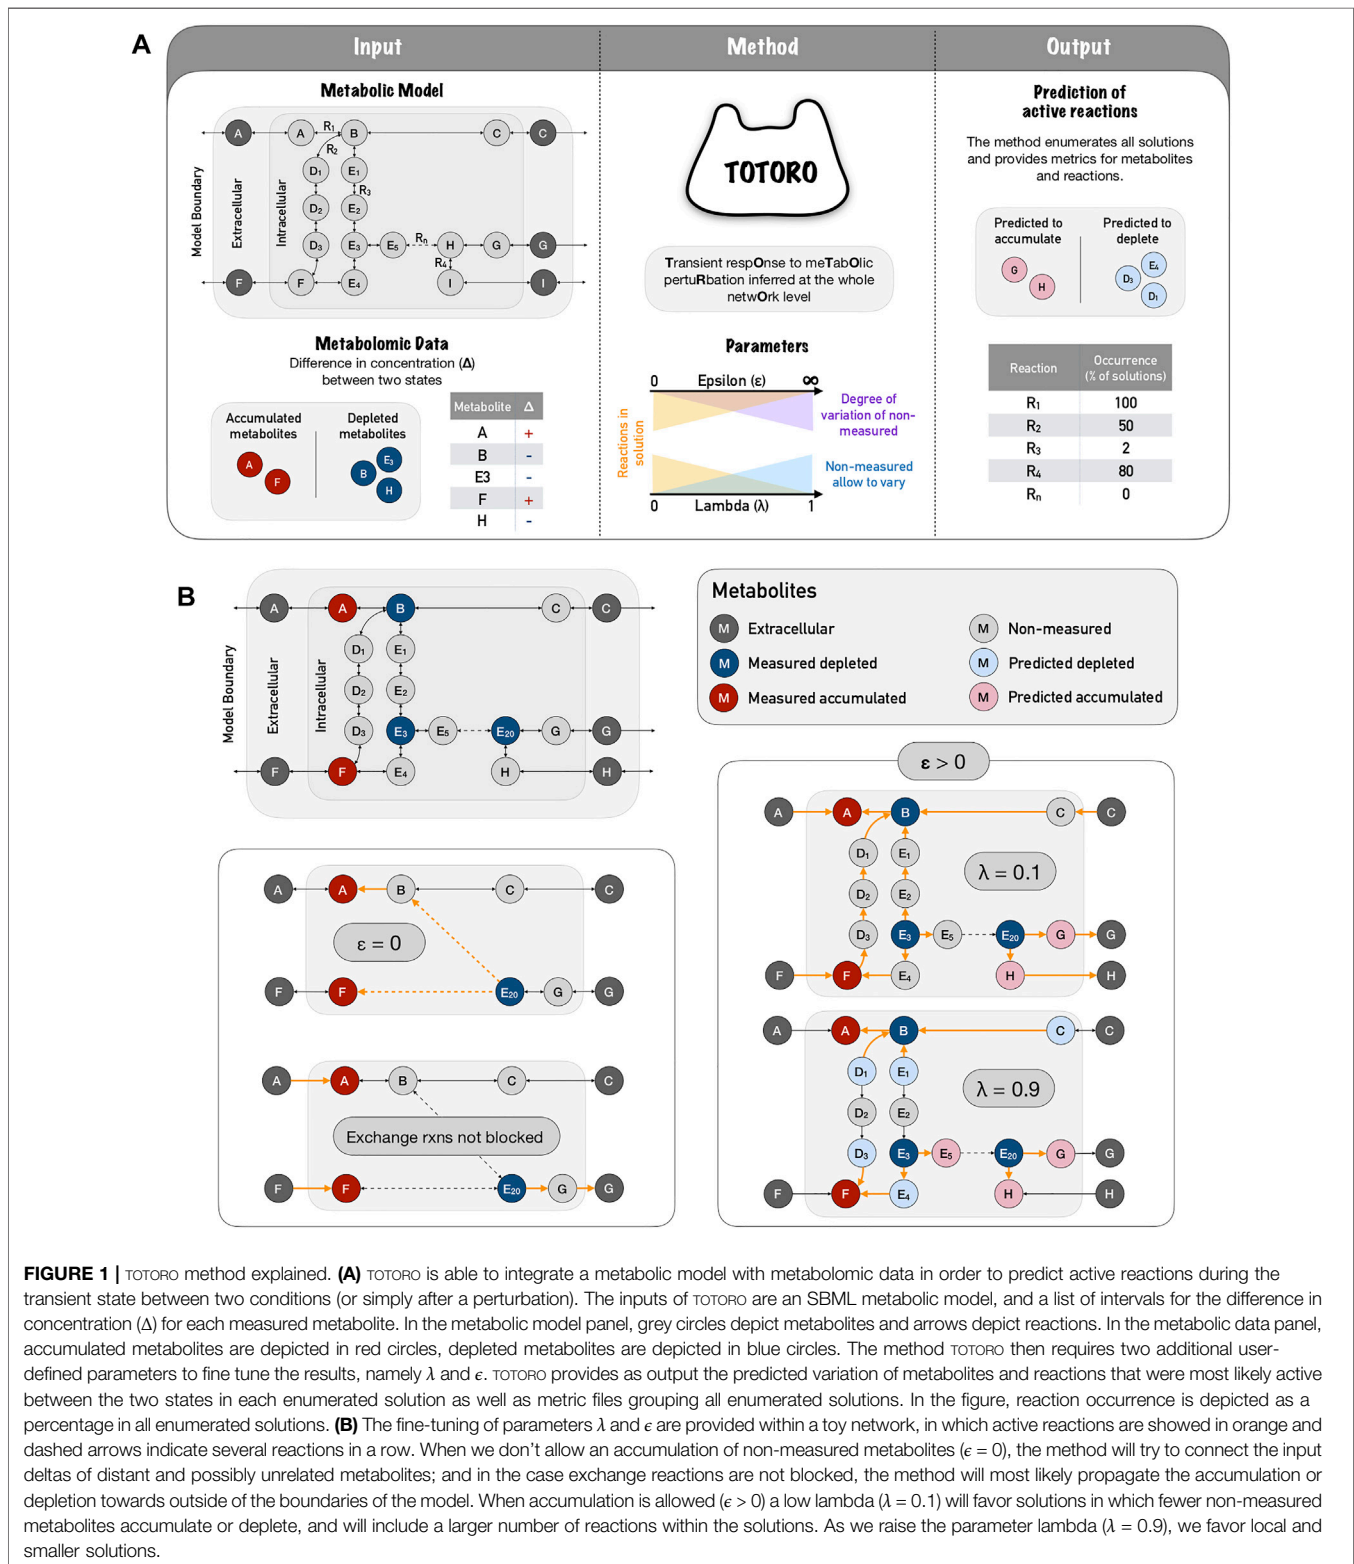 A
Input
Method
Output
Metabolic Model
Model Boundary
Extracellular
Intracellular
A
A
R1
B
C
C
R2
D1
E1
R3
D2
E2
D3
E3
E5
Rn
H
G
G
R4
F
F
E4
I
I
Metabolomic Data
Difference in concentration (Δ)
between two states
Accumulated
metabolites
Depleted
metabolites
A
F
B
E3
H
Metabolite Δ
A +
B -
E3 -
F +
H -
TOTORO
Transient respOnse to meTabOlic
pertuRbation inferred at the whole
netwOrk level
Parameters
0 Epsilon (ε) ∞
Reactions in
solution
Degree of
variation of non-
measured
Non-measured
allow to vary
0 Lambda (λ) 1
Prediction of
active reactions
The method enumerates all solutions
and provides metrics for metabolites
and reactions.
Predicted to
accumulate
Predicted to
deplete
G
H
E4
D3
D1
Reaction Occurrence
(% of solutions)
R1 100
R2 50
R3 2
R4 80
Rn 0
B
Model Boundary
Extracellular
Intracellular
A
A
B
C
C
D1
E1
D2
E2
D3
E3
E5
E20
G
G
F
F
E4
H
H
Metabolites
M Extracellular
M Non-measured
M Measured depleted
M Predicted depleted
M Measured accumulated
M Predicted accumulated
A
A
B
C
C
ε = 0
F
F
E20
G
G
A
A
B
C
C
Exchange rxns not blocked
F
F
E20
G
G
ε > 0
A
A
B
C
C
D1
E1
λ = 0.1
D2
E2
D3
E3
E5
E20
G
G
F
F
E4
H
H
A
A
B
C
C
D1
E1
λ = 0.9
D2
E2
D3
E3
E5
E20
G
G
F
F
E4
H
H
FIGURE 1 | TOTORO method explained. (A) TOTORO is able to integrate a metabolic model with metabolomic data in order to predict active reactions during the
transient state between two conditions (or simply after a perturbation). The inputs of TOTORO are an SBML metabolic model, and a list of intervals for the difference in
concentration (Δ) for each measured metabolite. In the metabolic model panel, grey circles depict metabolites and arrows depict reactions. In the metabolic data panel,
accumulated metabolites are depicted in red circles, depleted metabolites are depicted in blue circles. The method TOTORO then requires two additional user-
defined parameters to fine tune the results, namely λ and ϵ. TOTORO provides as output the predicted variation of metabolites and reactions that were most likely active
between the two states in each enumerated solution as well as metric files grouping all enumerated solutions. In the figure, reaction occurrence is depicted as a
percentage in all enumerated solutions. (B) The fine-tuning of parameters λ and ϵ are provided within a toy network, in which active reactions are showed in orange and
dashed arrows indicate several reactions in a row. When we don’t allow an accumulation of non-measured metabolites (ϵ = 0), the method will try to connect the input
deltas of distant and possibly unrelated metabolites; and in the case exchange reactions are not blocked, the method will most likely propagate the accumulation or
depletion towards outside of the boundaries of the model. When accumulation is allowed (ϵ > 0) a low lambda (λ = 0.1) will favor solutions in which fewer non-measured
metabolites accumulate or deplete, and will include a larger number of reactions within the solutions. As we raise the parameter lambda (λ = 0.9), we favor local and
smaller solutions.